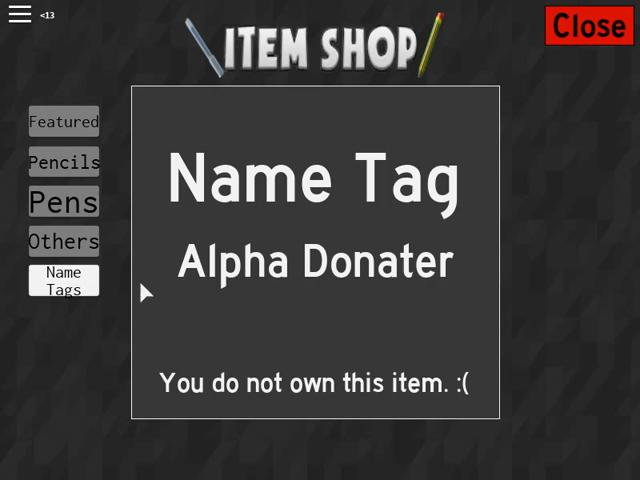 <13
ITEM SHOP
Close
Featured
Pencils
Pens
Others
Name
Tags
Name Tag
Alpha Donater
You do not own this item. :(